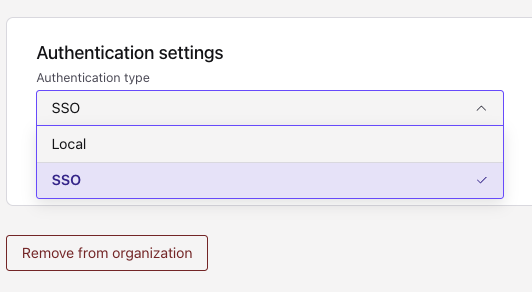 Authentication settings
Authentication type
SSO
Local
SSO
Remove from organization